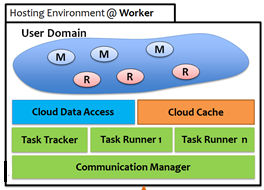 Hosting Environment @ Worker
User Domain
M M M
R R R
Cloud Data Access Cloud Cache
Task Tracker Task Runner 1 Task Runner n
Communication Manager